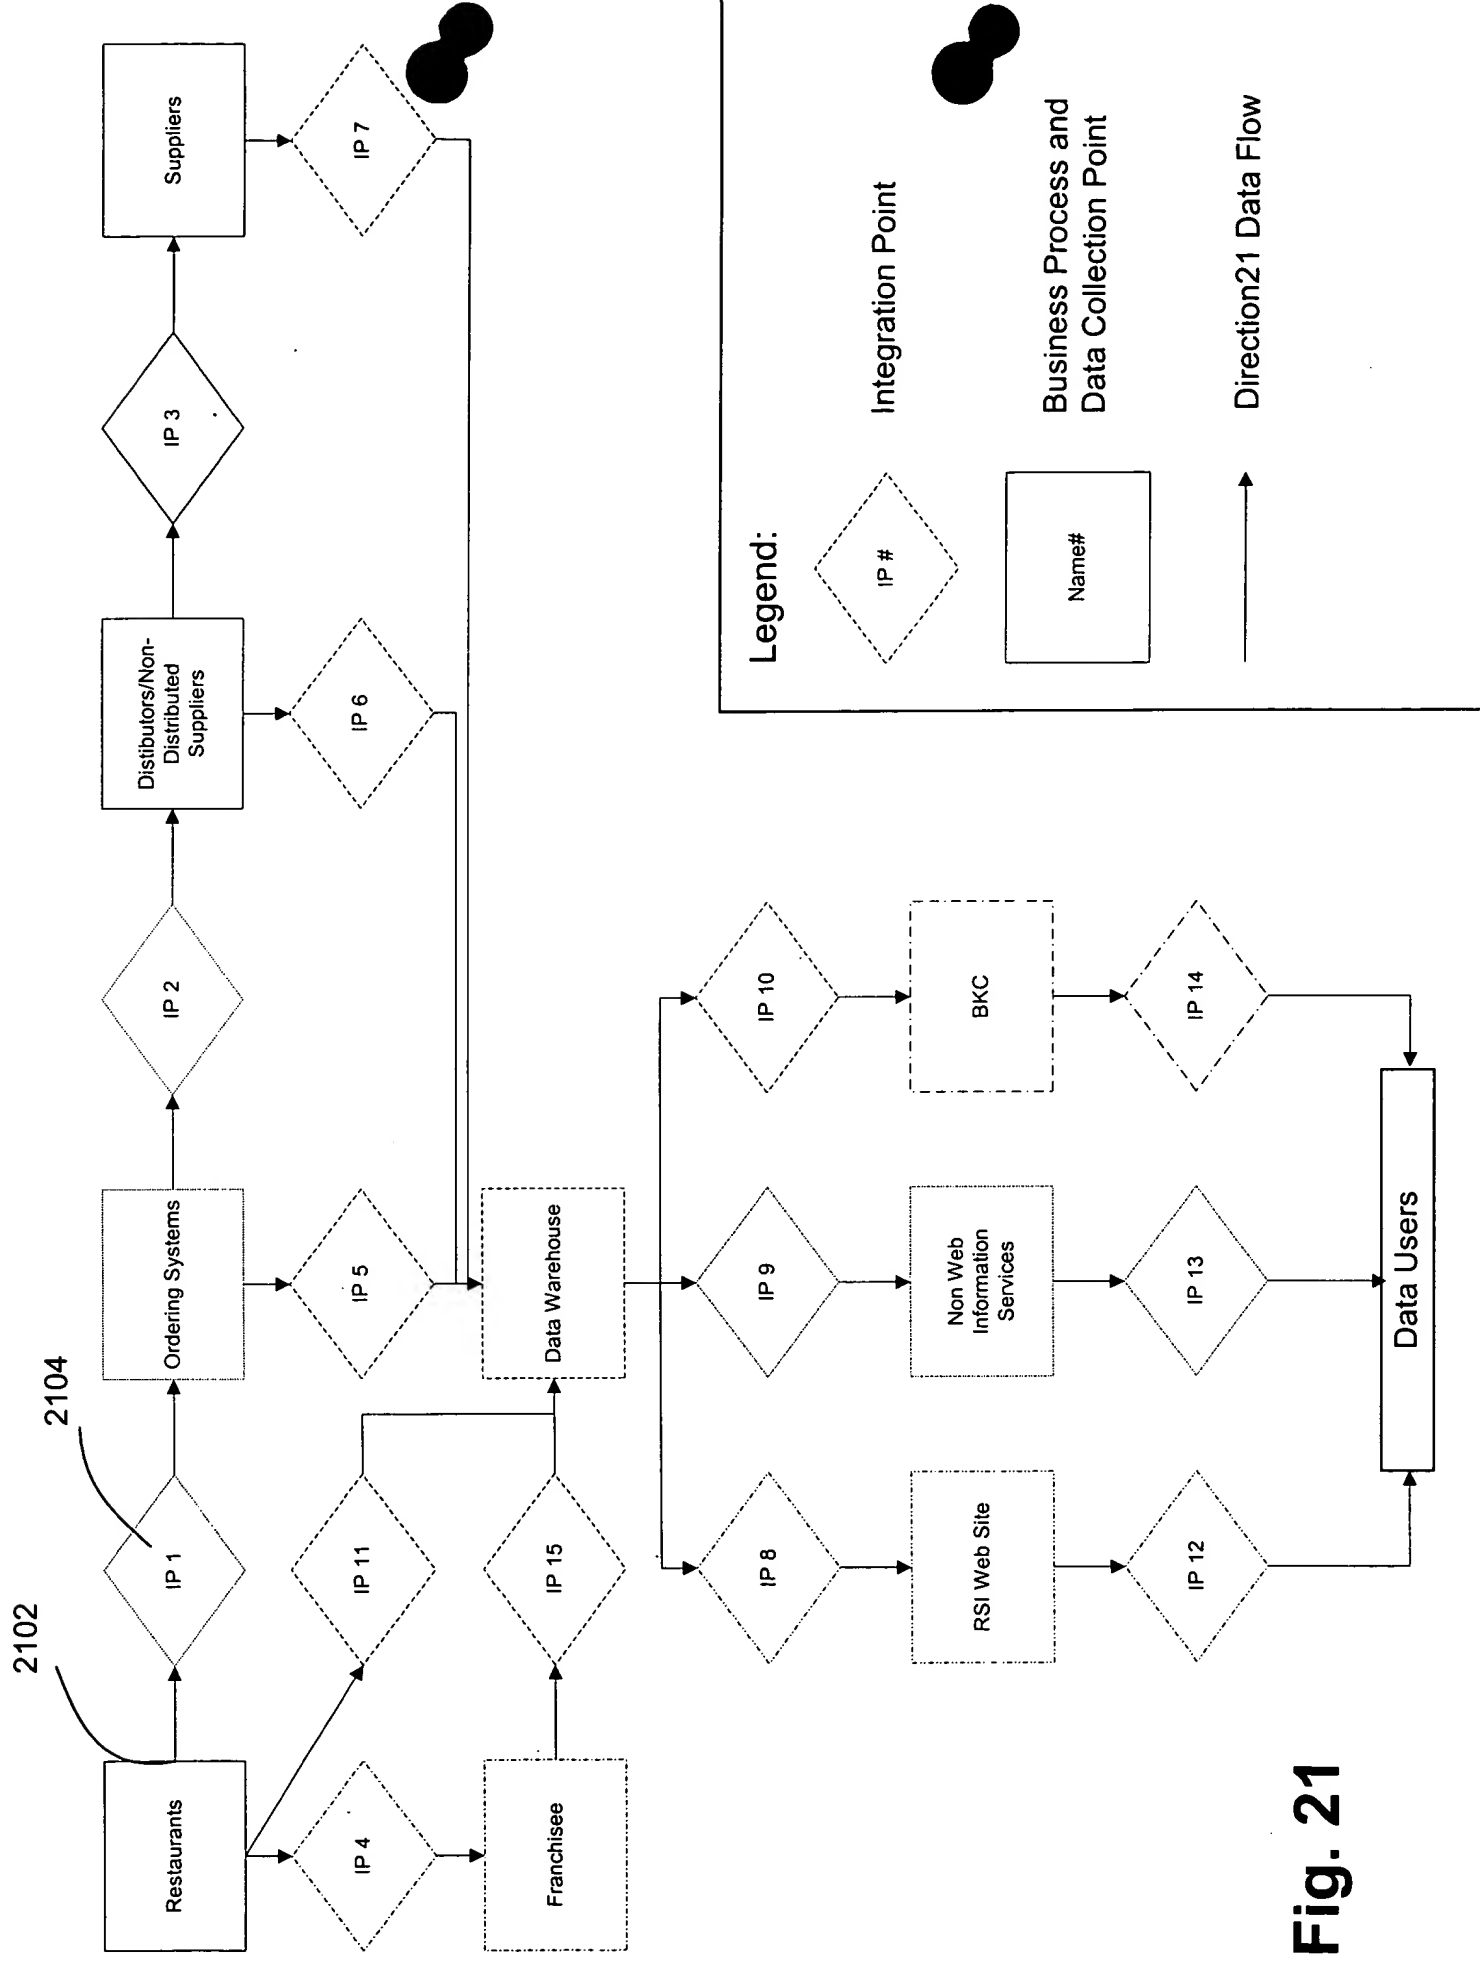 2102
2104
Restaurants
IP 1
Ordering Systems
IP 2
Distibutors/Non-
Distributed
Suppliers
IP 3
Suppliers
IP 4
IP 11
IP 5
IP 6
IP 7
Franchisee
IP 15
Data Warehouse
IP 8
IP 9
IP 10
RSI Web Site
Non Web
Information
Services
BKC
IP 12
IP 13
IP 14
Data Users
Legend:
IP #
Integration Point
Name#
Business Process and
Data Collection Point
Direction21 Data Flow
Fig. 21